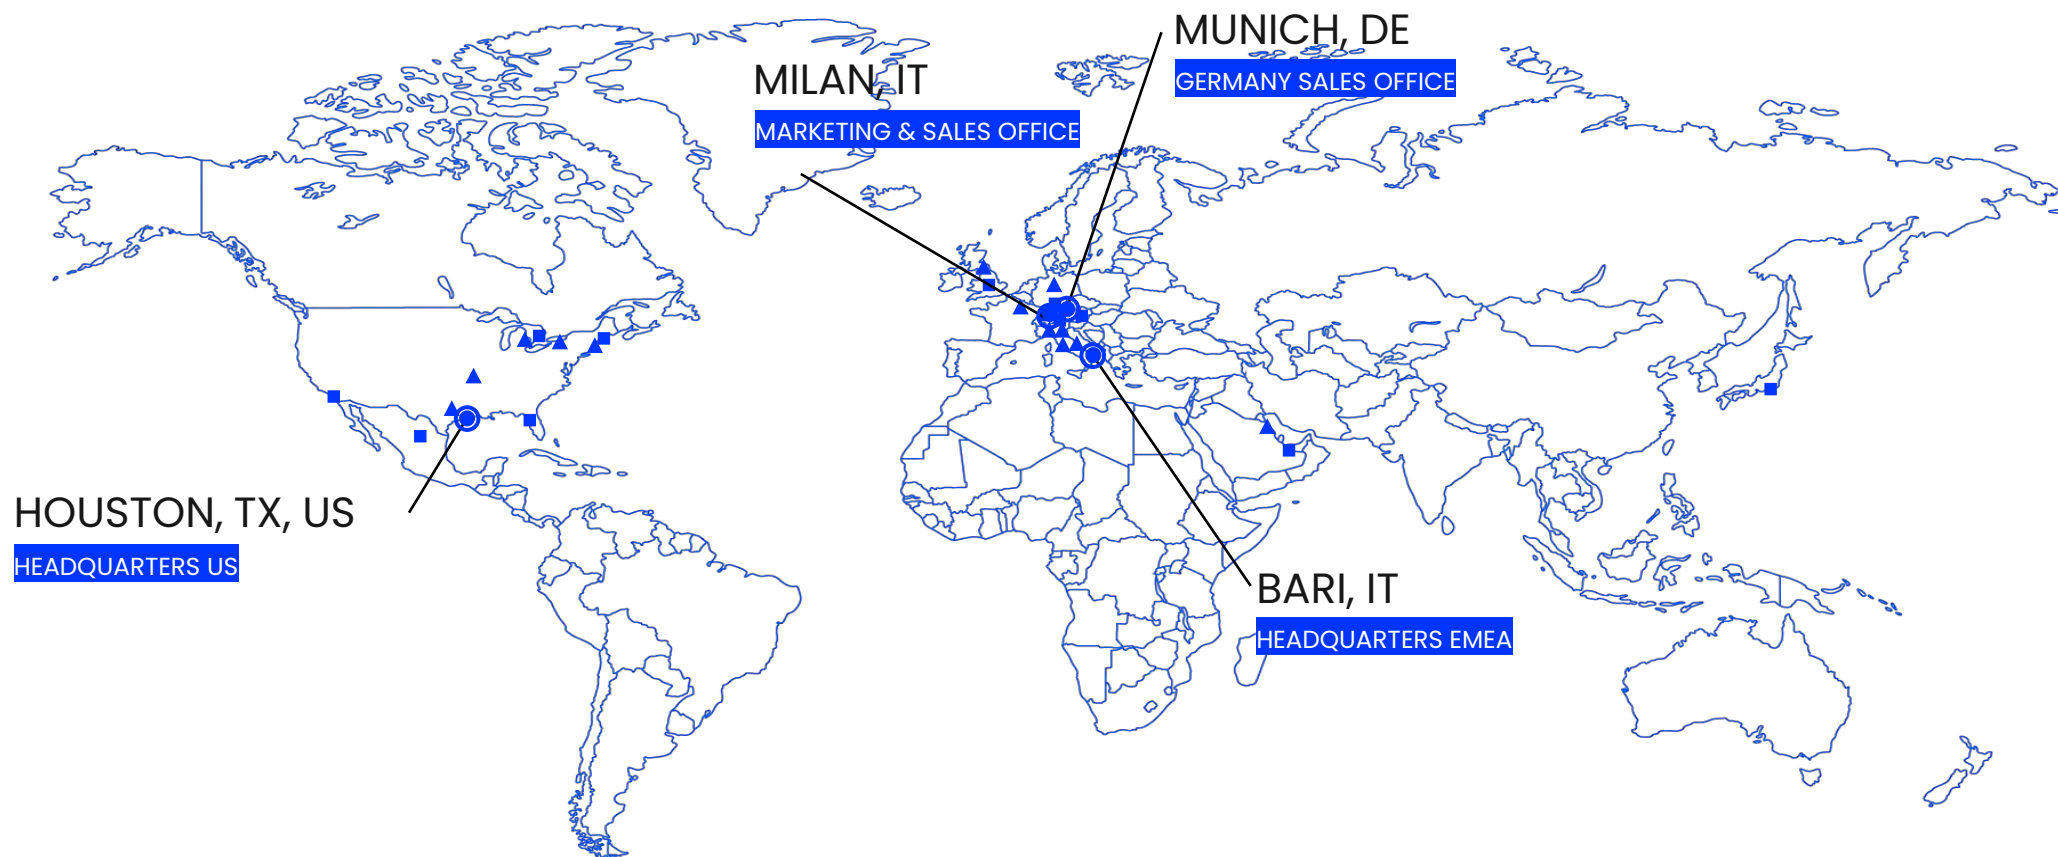 MUNICH, DE
GERMANY SALES OFFICE
MILAN, IT
MARKETING & SALES OFFICE
HOUSTON, TX, US
HEADQUARTERS US
BARI, IT
HEADQUARTERS EMEA